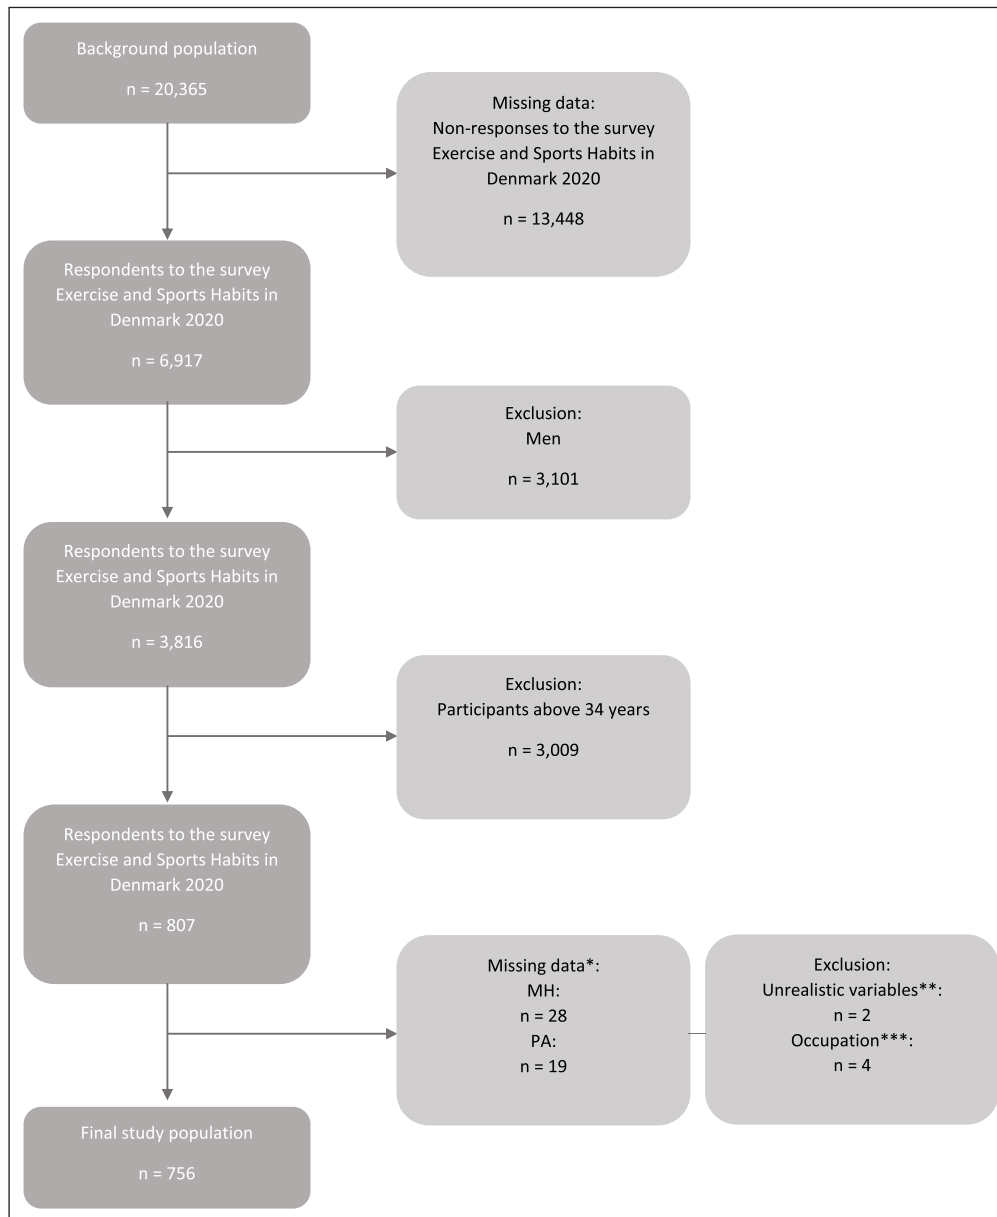 Background population
n = 20,365
Missing data:
Non-responses to the survey
Exercise and Sports Habits in
Denmark 2020
n = 13,448
Respondents to the survey
Exercise and Sports Habits in
Denmark 2020
n = 6,917
Exclusion:
Men
n = 3,101
Respondents to the survey
Exercise and Sports Habits in
Denmark 2020
n = 3,816
Exclusion:
Participants above 34 years
n = 3,009
Respondents to the survey
Exercise and Sports Habits in
Denmark 2020
n = 807
Missing data*:
MH:
n = 28
PA:
n = 19
Exclusion:
Unrealistic variables**:
n = 2
Occupation***:
n = 4
Final study population
n = 756